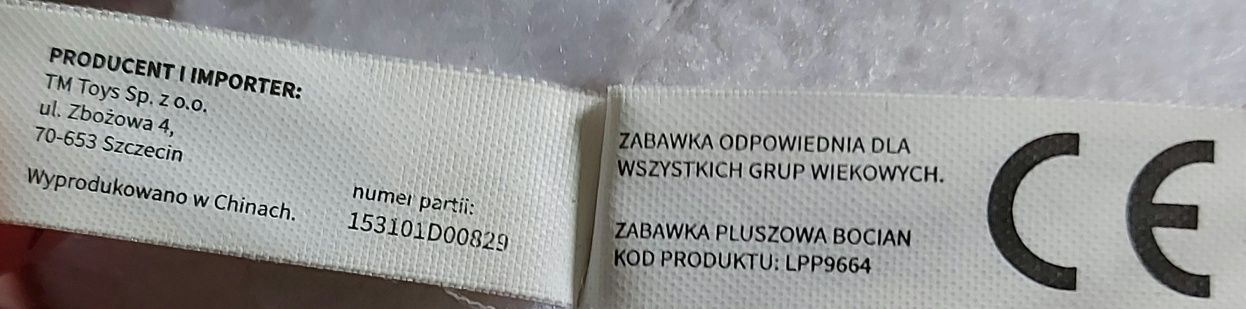 PRODUCENT I IMPORTER:
TM Toys Sp. z o.o.
ul. Zbożowa 4,
70-653 Szczecin
Wyprodukowano w Chinach.
numer partii:
153101D00829
ZABAWKA ODPOWIEDNIA DLA
WSZYSTKICH GRUP WIEKOWYCH.
ZABAWKA PLUSZOWA BOCIAN
KOD PRODUKTU: LPP9664
CE